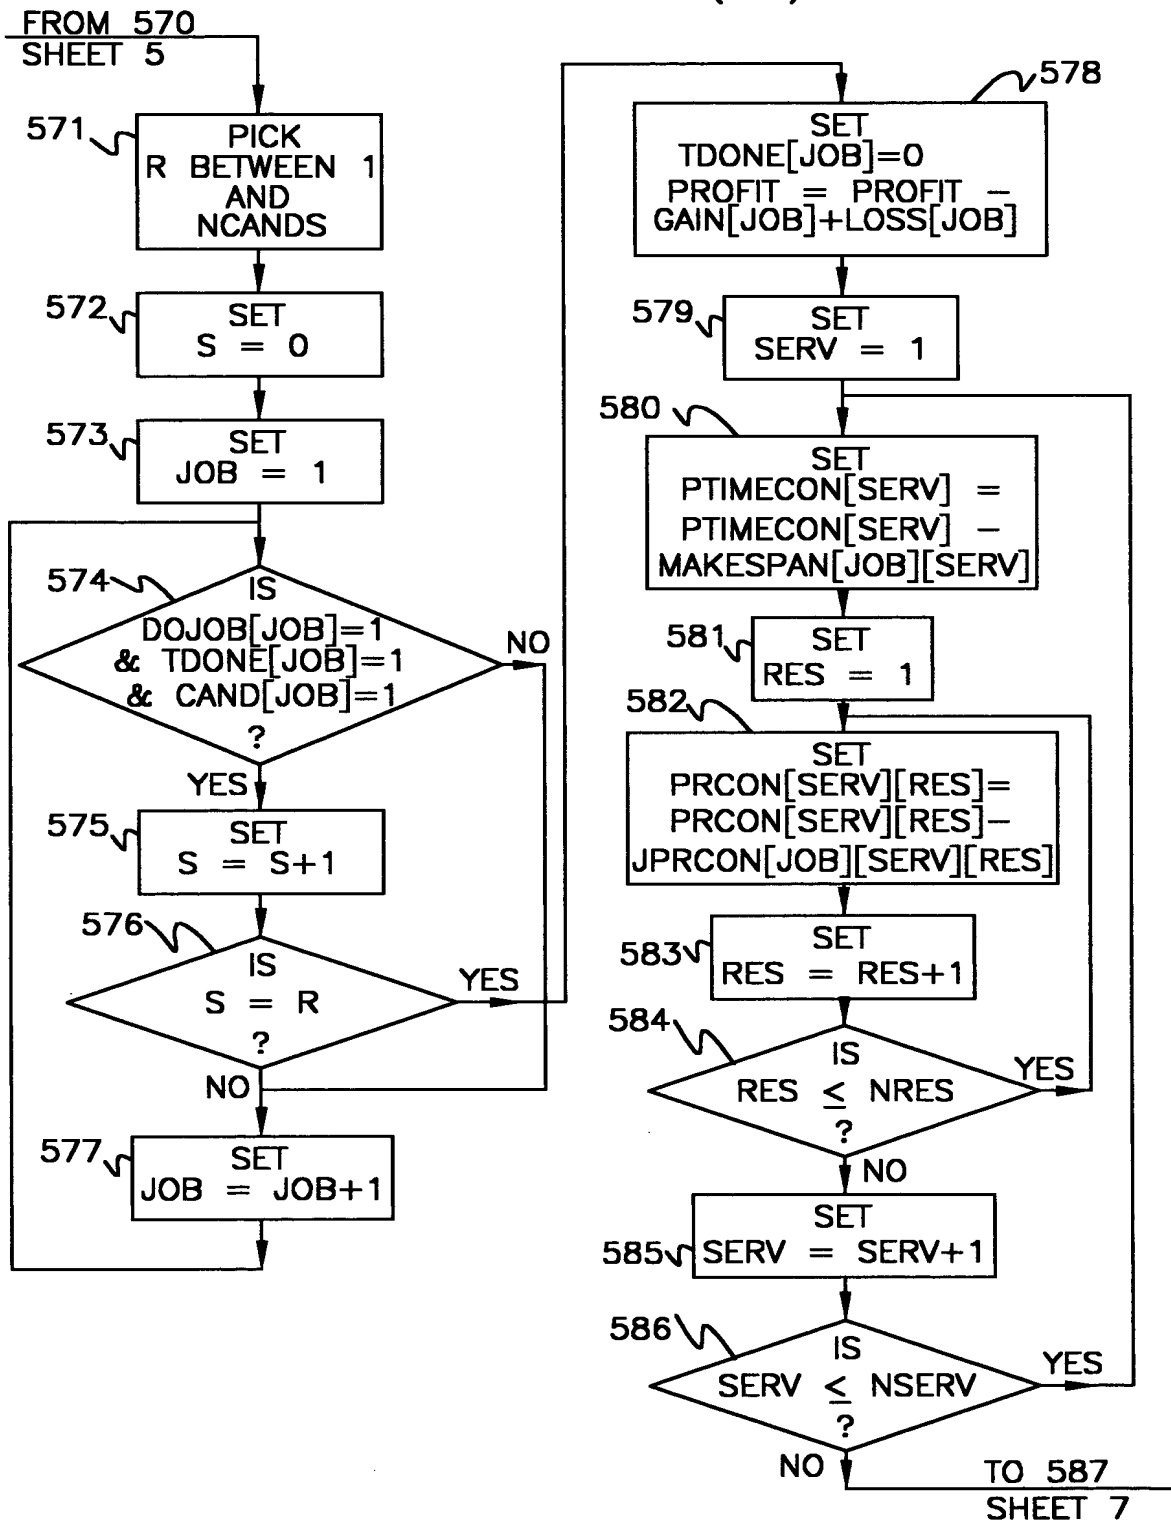 FROM 570
SHEET 5
571
PICK
R BETWEEN 1
AND
NCANDS
572
SET
S = 0
573
SET
JOB = 1
574
IS
DOJOB[JOB]=1
& TDONE[JOB]=1
& CAND[JOB]=1
?
NO
YES
575
SET
S = S+1
576
IS
S = R
?
YES
NO
577
SET
JOB = JOB+1
578
SET
TDONE[JOB]=0
PROFIT = PROFIT –
GAIN[JOB]+LOSS[JOB]
579
SET
SERV = 1
580
SET
PTIMECON[SERV] =
PTIMECON[SERV] –
MAKESPAN[JOB][SERV]
581
SET
RES = 1
582
SET
PRCON[SERV][RES]=
PRCON[SERV][RES]–
JPRCON[JOB][SERV][RES]
583
SET
RES = RES+1
584
IS
RES ≤ NRES
?
YES
NO
585
SET
SERV = SERV+1
586
IS
SERV ≤ NSERV
?
YES
NO
TO 587
SHEET 7